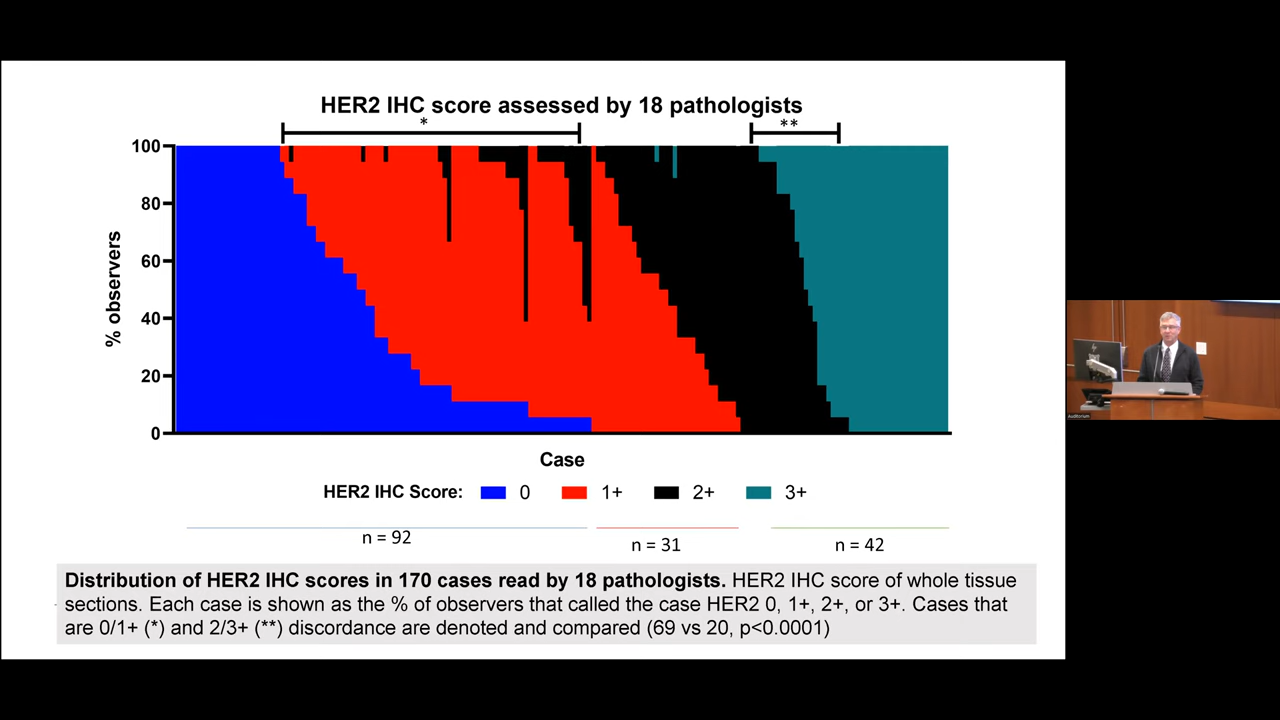 HER2 IHC score assessed by 18 pathologists
*
**
100
80
60
40
20
0
% observers
Case
HER2 IHC Score: 0 1+ 2+ 3+
n = 92
n = 31
n = 42
Distribution of HER2 IHC scores in 170 cases read by 18 pathologists. HER2 IHC score of whole tissue
sections. Each case is shown as the % of observers that called the case HER2 0, 1+, 2+, or 3+. Cases that
are 0/1+ (*) and 2/3+ (**) discordance are denoted and compared (69 vs 20, p<0.0001)
Auditorium